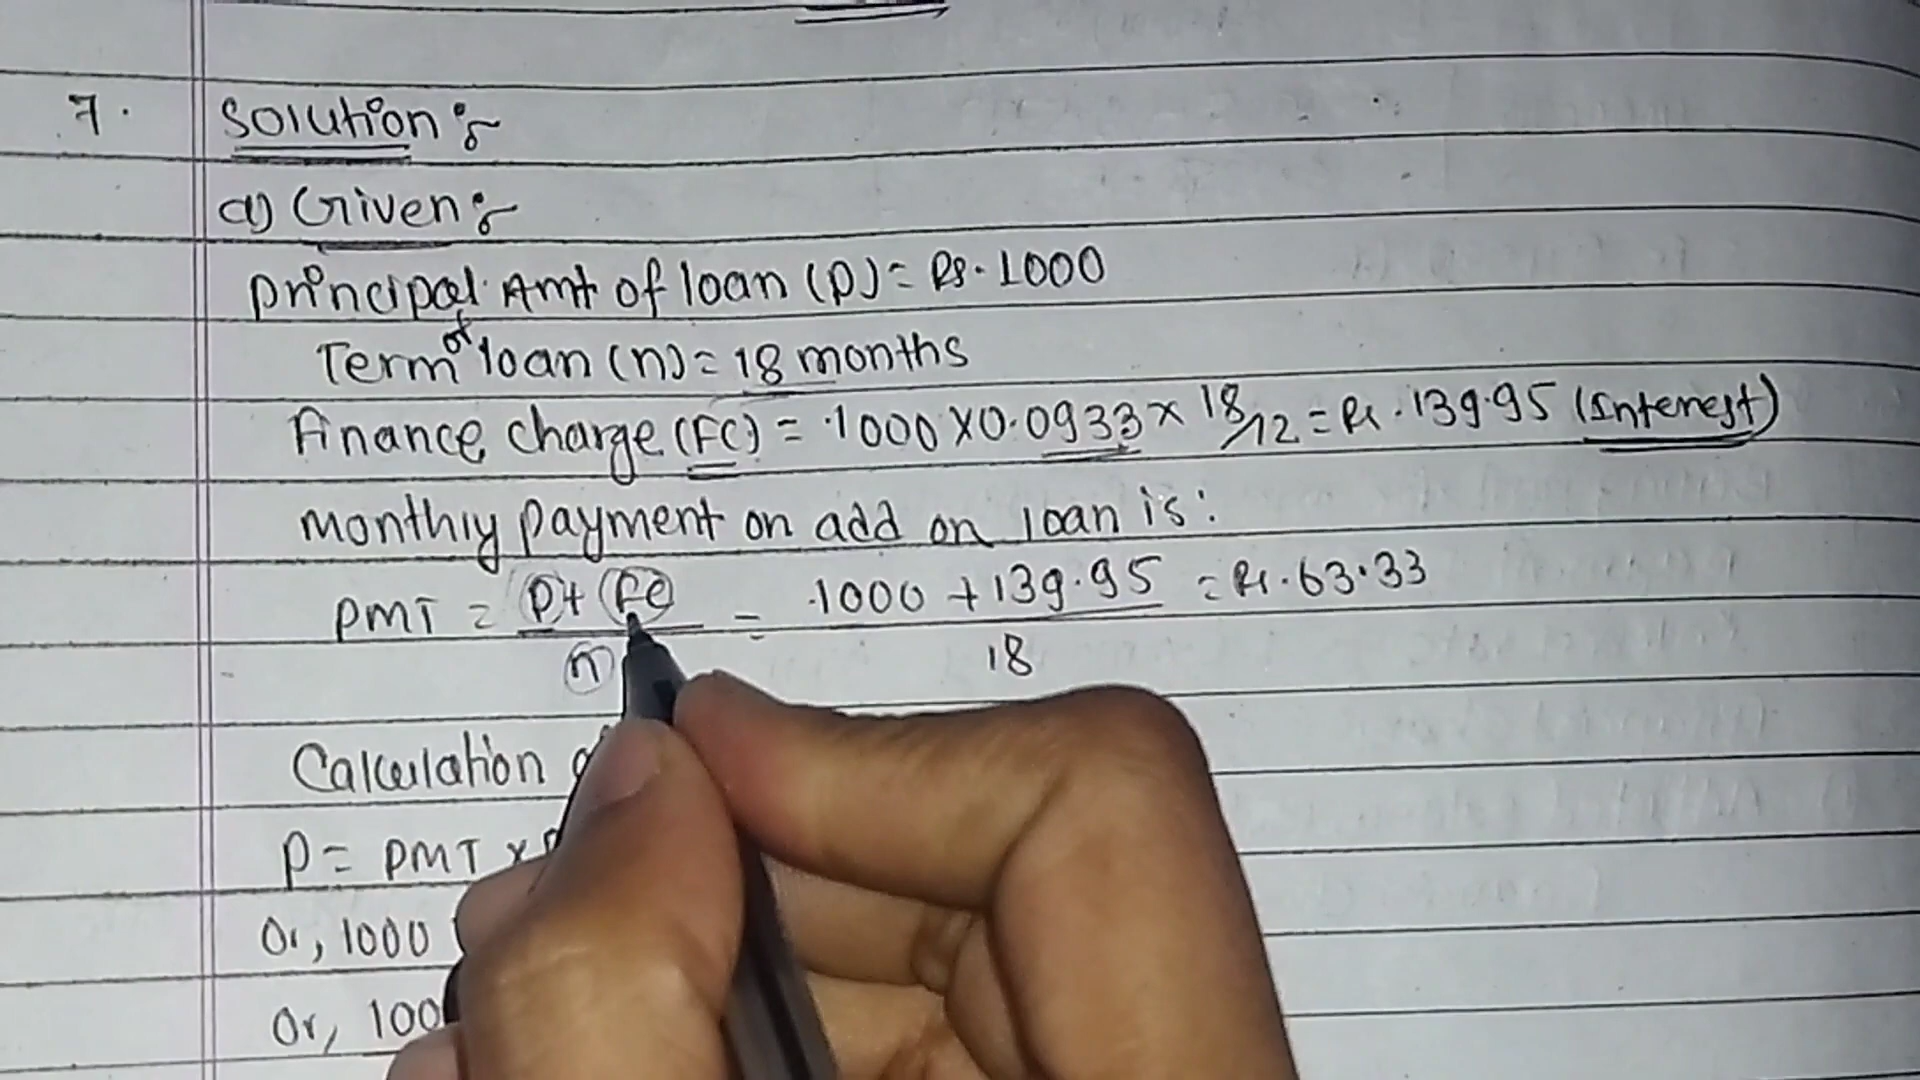 7. Solution:-
a) Given:-
Principal Amt of loan (P) = Rs. 1000
Term of loan (n) = 18 months
Finance charge (FC) = 1000 X 0.0933 x 18/12 = Rs. 139.95 (Interest)
monthly payment on add on loan is:
PMT = P + FC / n = 1000 + 139.95 / 18 = Rs. 63.33
Calculation
P = PMT x
Or, 1000
Or, 100